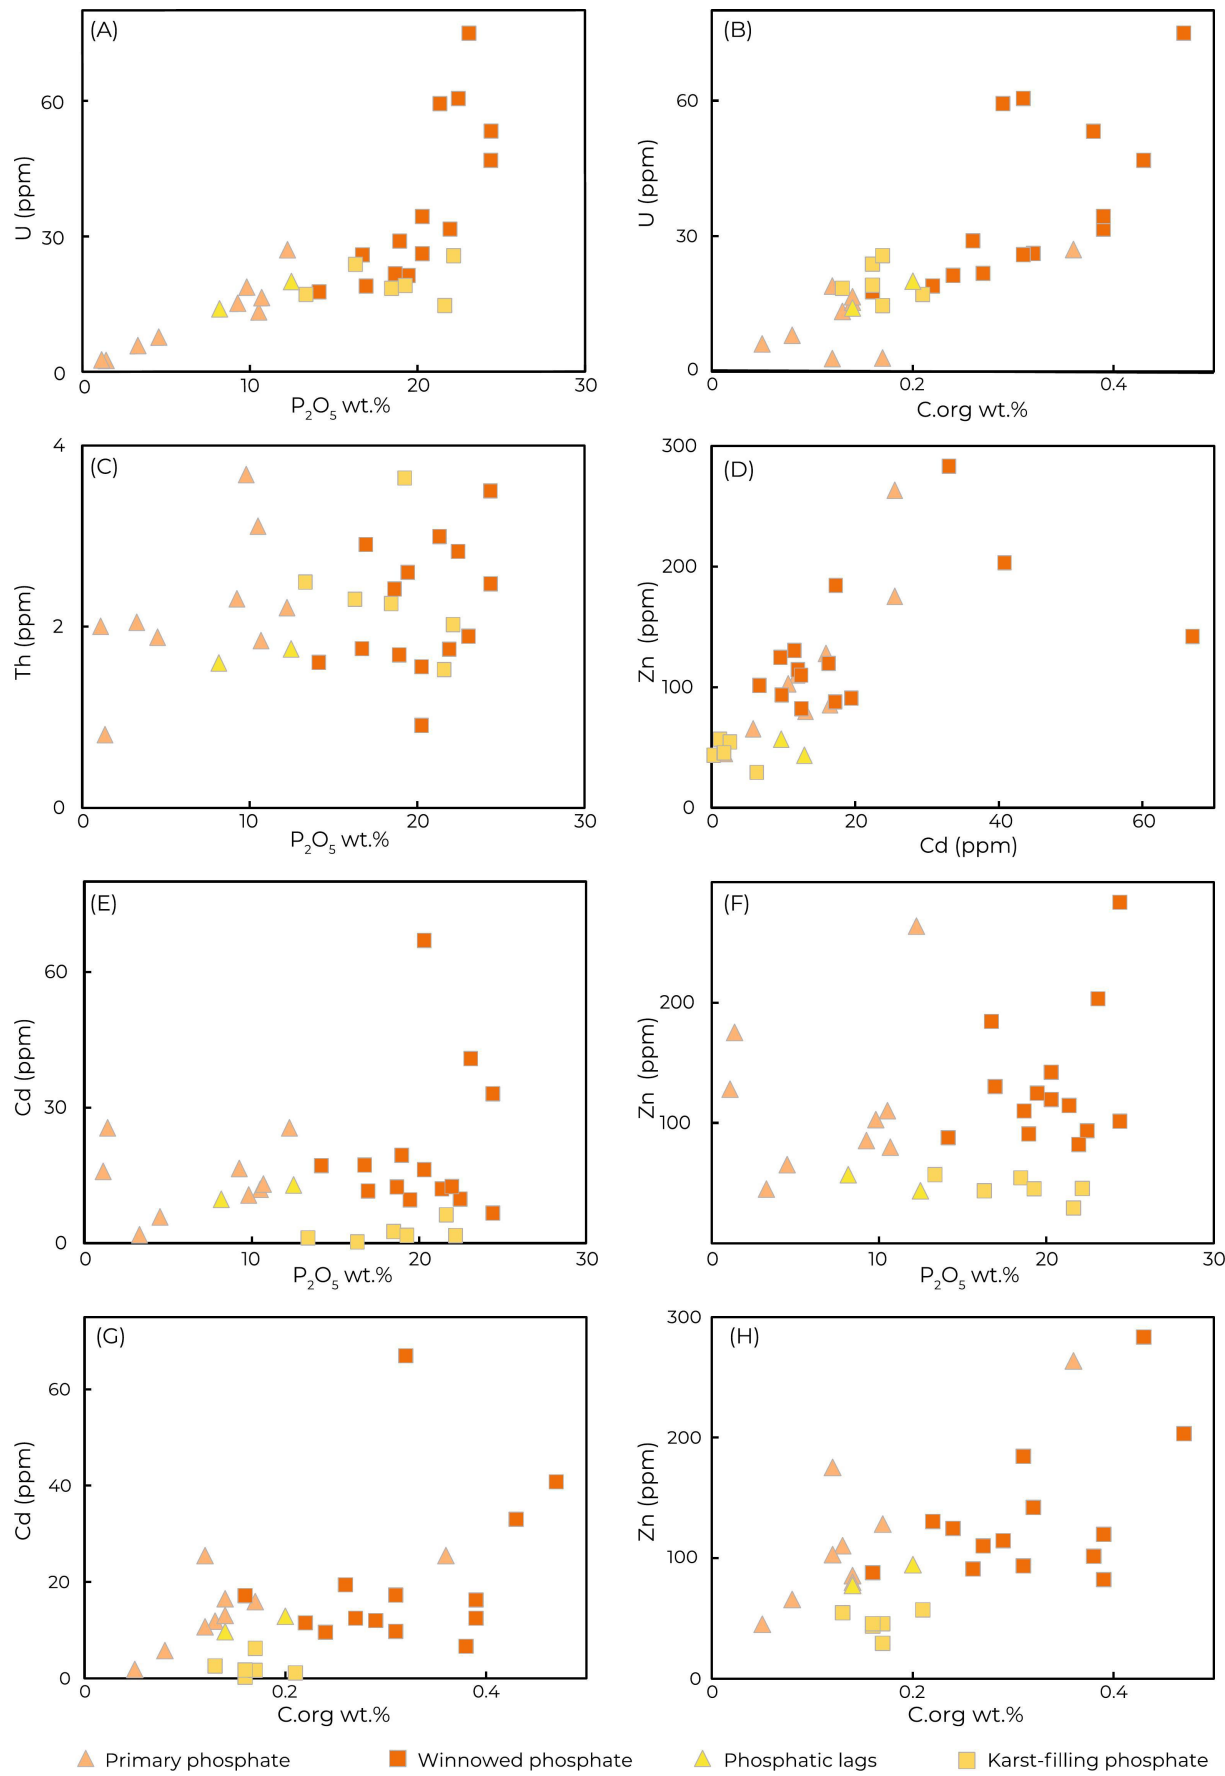 (A)
60
30
0
U (ppm)
0 10 20 30
P₂O₅ wt.%
(B)
60
30
0
U (ppm)
0 0.2 0.4
C.org wt.%
(C)
4
2
0
Th (ppm)
0 10 20 30
P₂O₅ wt.%
(D)
300
200
100
0
Zn (ppm)
0 20 40 60
Cd (ppm)
(E)
60
30
0
Cd (ppm)
0 10 20 30
P₂O₅ wt.%
(F)
200
100
Zn (ppm)
0 10 20 30
P₂O₅ wt.%
(G)
60
40
20
0
Cd (ppm)
0 0.2 0.4
C.org wt.%
(H)
300
200
100
0
Zn (ppm)
0 0.2 0.4
C.org wt.%
Primary phosphate Winnowed phosphate Phosphatic lags Karst-filling phosphate